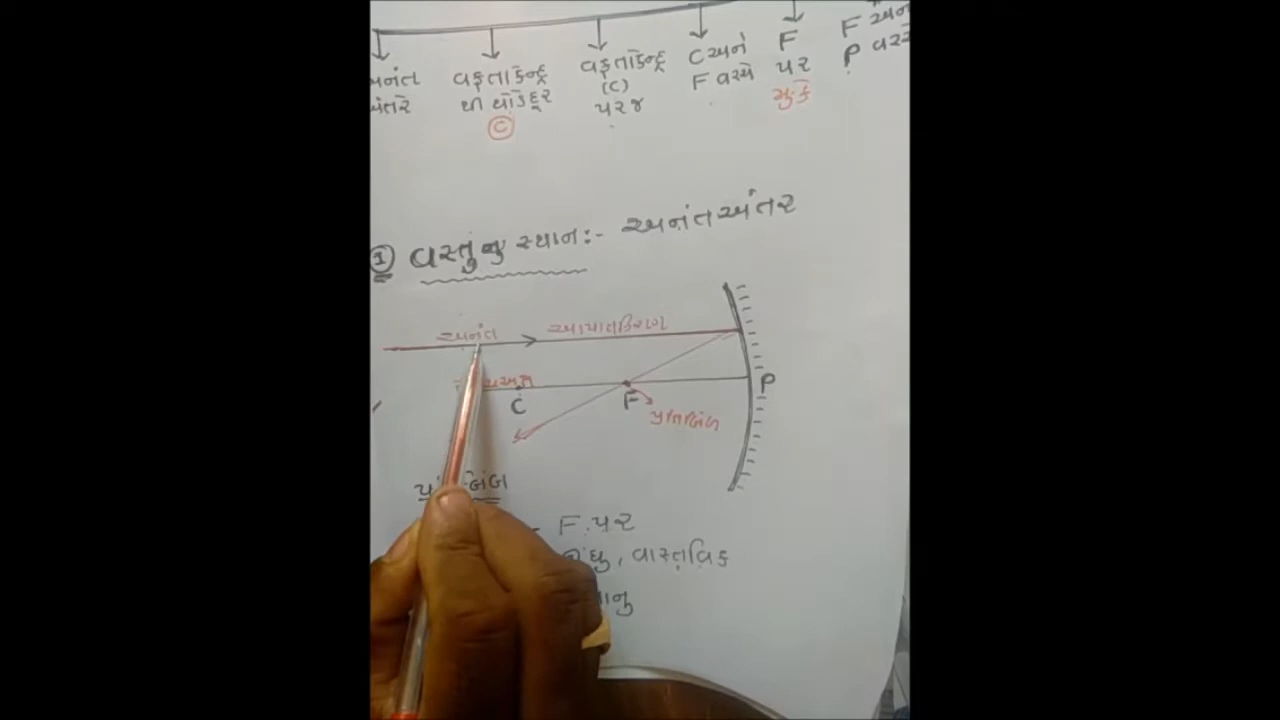 અનંત વક્રતાકેન્દ્ર વક્રતાકેન્દ્ર C અને F F અને
અંતરે થી થોડેદૂર (C) F વચ્ચે પર P વચ્ચે
C પર જ મુકે
1 વસ્તુનુ સ્થાન:- અનંત અંતર
અનંત આપાતકિરણ
C F P
પ્રતિબિંબ
F પર
વાસ્તવિક